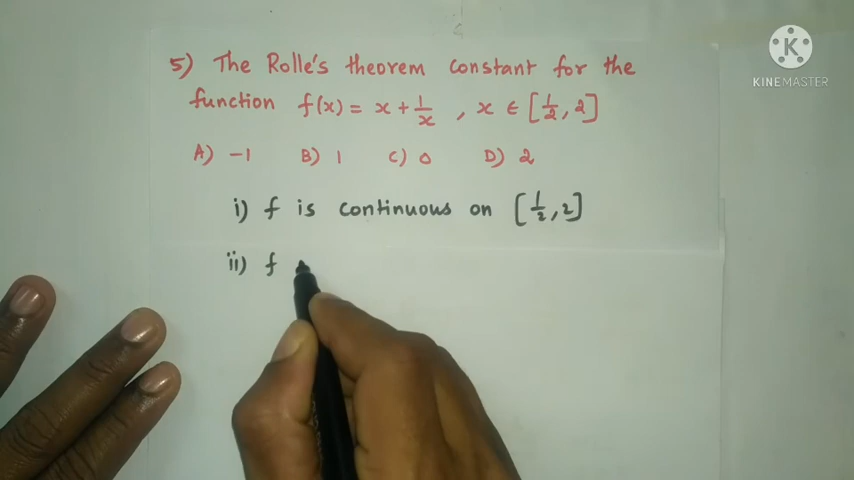 5) The Rolle's theorem constant for the
function f(x) = x + 1/x , x ∈ [1/2, 2]
A) -1 B) 1 C) 0 D) 2
i) f is continuous on [1/2, 2]
ii) f
K
KINEMASTER